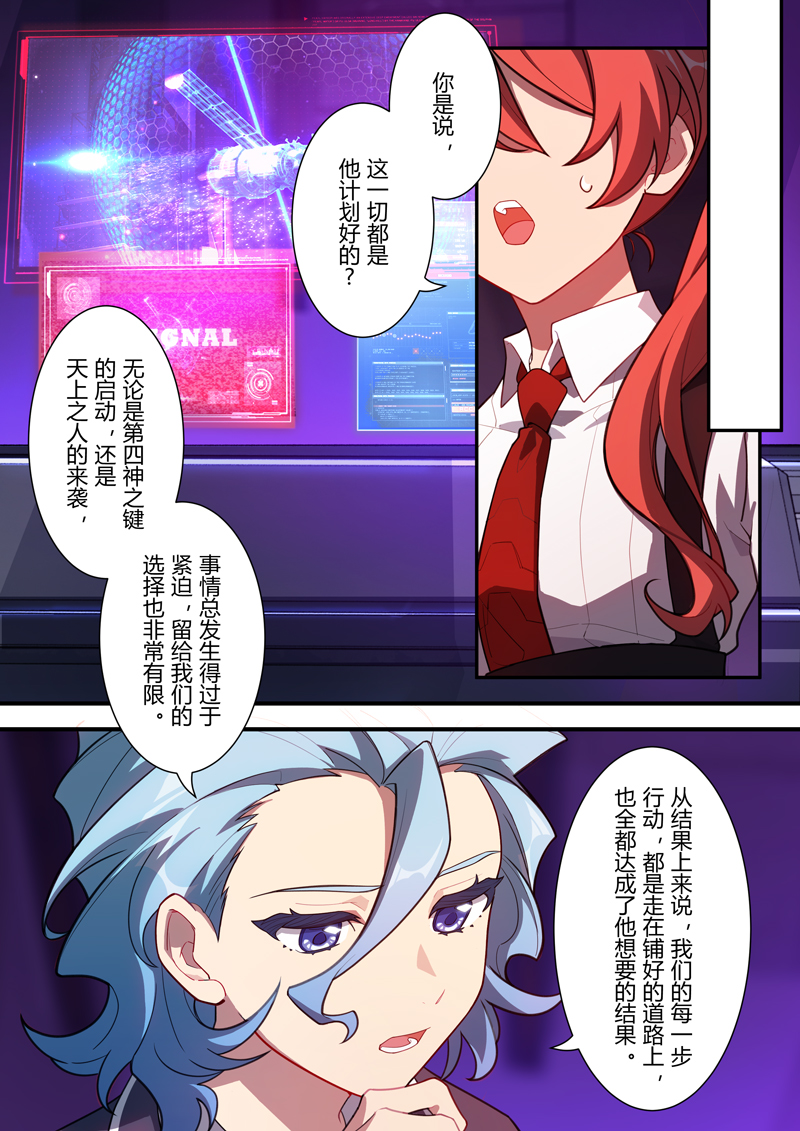 你是说，
这一切都是
他计划好的？
IGNAL
无论是第四神之键
的启动，还是
天上之人的来袭，
事情总发生得过于
紧迫，留给我们的
选择也非常有限。
从结果上来说，我们的每一步
行动，都是走在铺好的道路上，
也全都达成了他想要的结果。